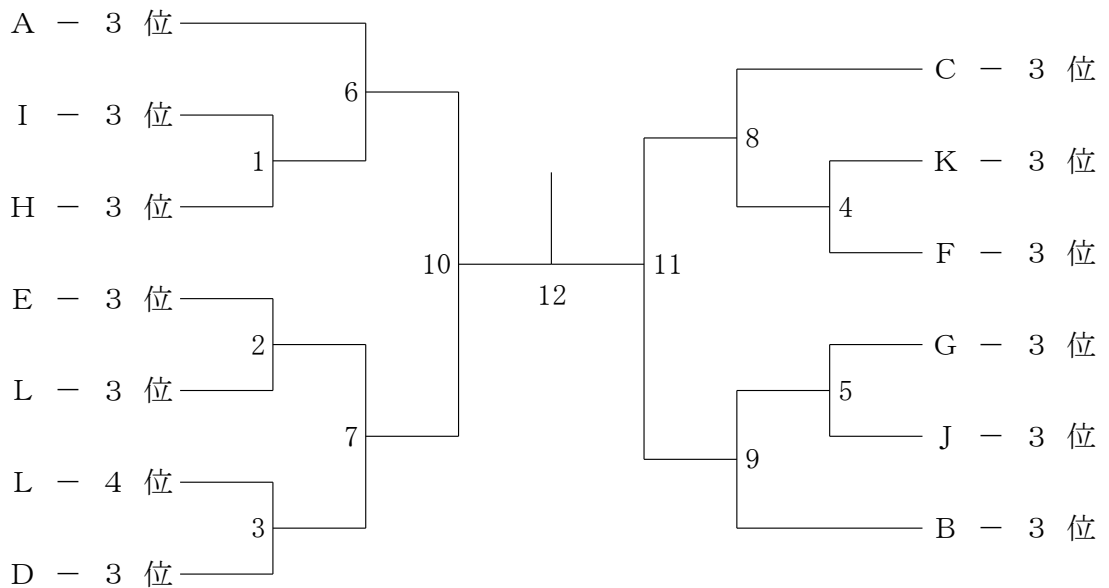 A － 3 位
I － 3 位
H － 3 位
E － 3 位
L － 3 位
L － 4 位
D － 3 位
1
2
3
6
7
10
12
11
8
9
4
5
C － 3 位
K － 3 位
F － 3 位
G － 3 位
J － 3 位
B － 3 位